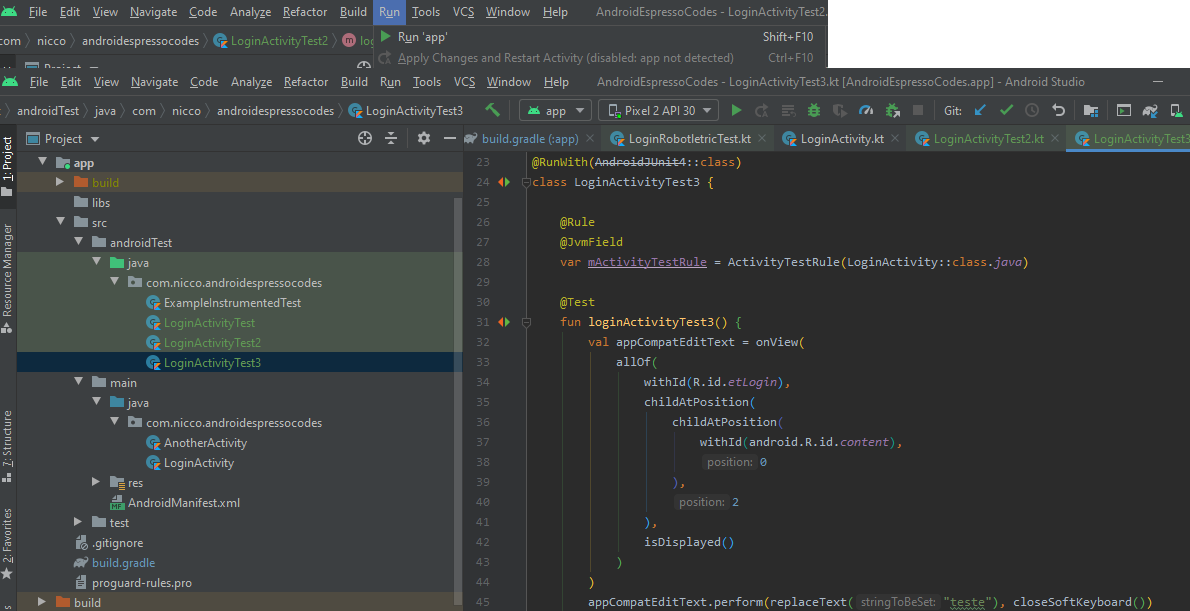 File Edit View Navigate Code Analyze Refactor Build Run Tools VCS Window Help AndroidEspressoCodes - LoginActivityTest2.
com nicco androidespressocodes LoginActivityTest2 log
Run 'app' Shift+F10
Apply Changes and Restart Activity (disabled: app not detected) Ctrl+F10
File Edit View Navigate Code Analyze Refactor Build Run Tools VCS Window Help AndroidEspressoCodes - LoginActivityTest3.kt [AndroidEspressoCodes.app] - Android Studio
androidTest java com nicco androidespressocodes LoginActivityTest3 app Pixel 2 API 30 Git:
Project build.gradle (:app) LoginRobotletricTest.kt LoginActivity.kt LoginActivityTest2.kt LoginActivityTest3
1: Project
Resource Manager
7: Structure
2: Favorites
app
build
libs
src
androidTest
java
com.nicco.androidespressocodes
ExampleInstrumentedTest
LoginActivityTest
LoginActivityTest2
LoginActivityTest3
main
java
com.nicco.androidespressocodes
AnotherActivity
LoginActivity
res
AndroidManifest.xml
test
.gitignore
build.gradle
proguard-rules.pro
build
23 @RunWith(AndroidJUnit4::class)
24 class LoginActivityTest3 {
25
26 @Rule
27 @JvmField
28 var mActivityTestRule = ActivityTestRule(LoginActivity::class.java)
29
30 @Test
31 fun loginActivityTest3() {
32 val appCompatEditText = onView(
33 allOf(
34 withId(R.id.etLogin),
35 childAtPosition(
36 childAtPosition(
37 withId(android.R.id.content),
38 position: 0
39 ),
40 position: 2
41 ),
42 isDisplayed()
43 )
44 )
45 appCompatEditText.perform(replaceText( stringToBeSet: "teste"), closeSoftKeyboard())